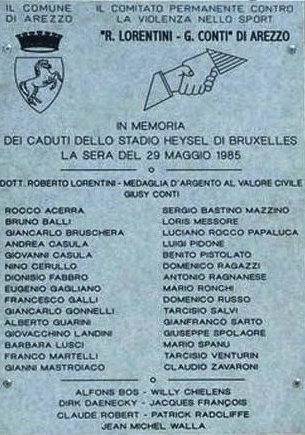 IL COMUNE
DI AREZZO
IL COMITATO PERMANENTE CONTRO
LA VIOLENZA NELLO SPORT
"R. LORENTINI - G. CONTI" DI AREZZO
IN MEMORIA
DEI CADUTI DELLO STADIO HEYSEL DI BRUXELLES
LA SERA DEL 29 MAGGIO 1985
DOTT. ROBERTO LORENTINI - MEDAGLIA D'ARGENTO AL VALORE CIVILE
GIUSY CONTI
ROCCO ACERRA
BRUNO BALLI
GIANCARLO BRUSCHERA
ANDREA CASULA
GIOVANNI CASULA
NINO CERULLO
DIONISIO FABBRO
EUGENIO GAGLIANO
FRANCESCO GALLI
GIANCARLO GONNELLI
ALBERTO GUARINI
GIOVACCHINO LANDINI
BARBARA LUSCI
FRANCO MARTELLI
GIANNI MASTROIACO
SERGIO BASTINO MAZZINO
LORIS MESSORE
LUCIANO ROCCO PAPALUCA
LUIGI PIDONE
BENITO PISTOLATO
DOMENICO RAGAZZI
ANTONIO RAGNANESE
MARIO RONCHI
DOMENICO RUSSO
TARCISIO SALVI
GIANFRANCO SARTO
GIUSEPPE SPOLAORE
MARIO SPANU
TARCISIO VENTURIN
CLAUDIO ZAVARONI
ALFONS BOS - WILLY CHIELENS
DIRK DAENECKY - JACQUES FRANÇOIS
CLAUDE ROBERT - PATRICK RADCLIFFE
JEAN MICHEL WALLA